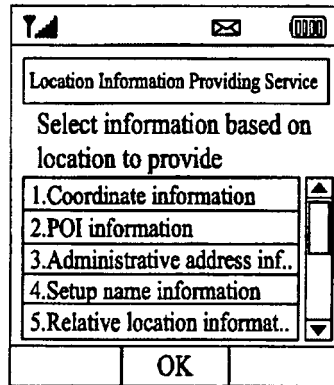 Location Information Providing Service
Select information based on
location to provide
1.Coordinate information
2.POI information
3.Administrative address inf..
4.Setup name information
5.Relative location informat..
OK